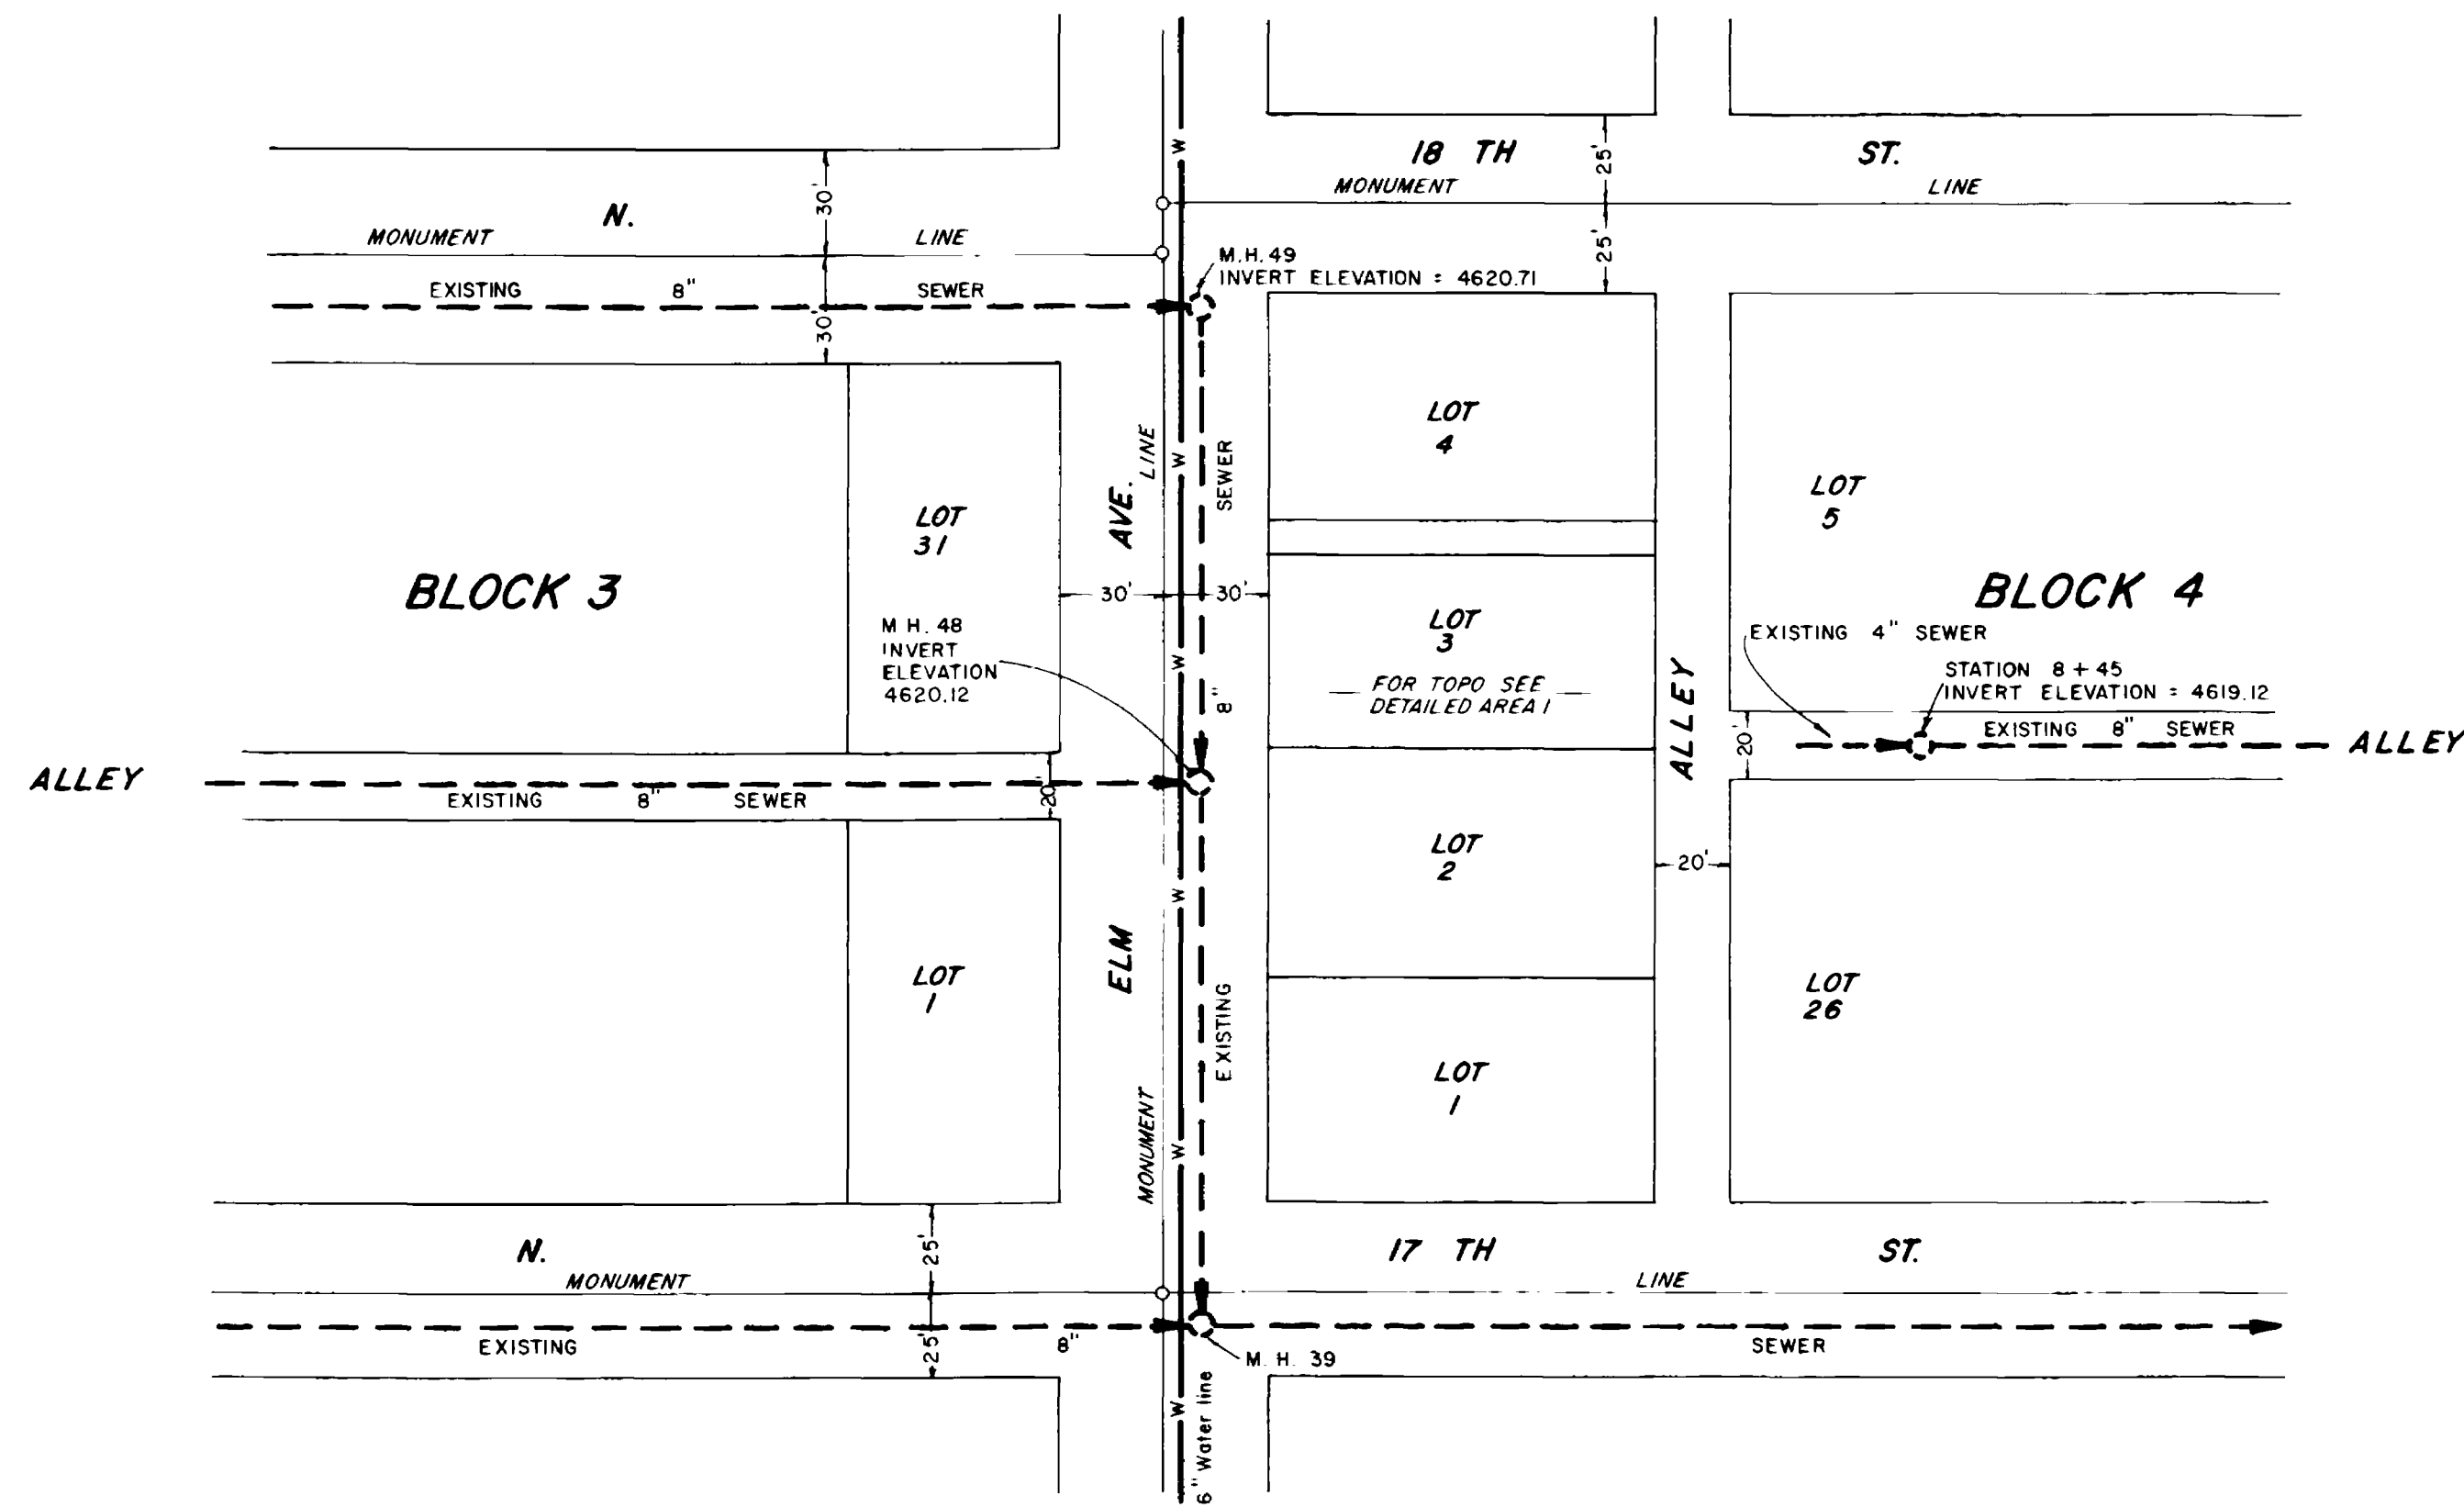 18 TH ST.
MONUMENT LINE
25'
25'
N.
MONUMENT LINE
30'
30'
EXISTING 8" SEWER
M.H. 49
INVERT ELEVATION = 4620.71
W
W
W
W
W
W
AVE.
LINE
SEWER
8"
LOT
31
BLOCK 3
30'
30'
M H. 48
INVERT
ELEVATION
4620.12
LOT
4
LOT
3
FOR TOPO SEE
DETAILED AREA 1
LOT
2
LOT
1
ALLEY
20'
LOT
5
BLOCK 4
EXISTING 4" SEWER
STATION 8 + 45
INVERT ELEVATION = 4619.12
EXISTING 8" SEWER
ALLEY
20'
LOT
26
ALLEY
EXISTING 8" SEWER
20'
LOT
1
ELM
MONUMENT
EXISTING
N. 17 TH ST.
MONUMENT LINE
25'
25'
EXISTING 8" SEWER
M. H. 39
6" Water line